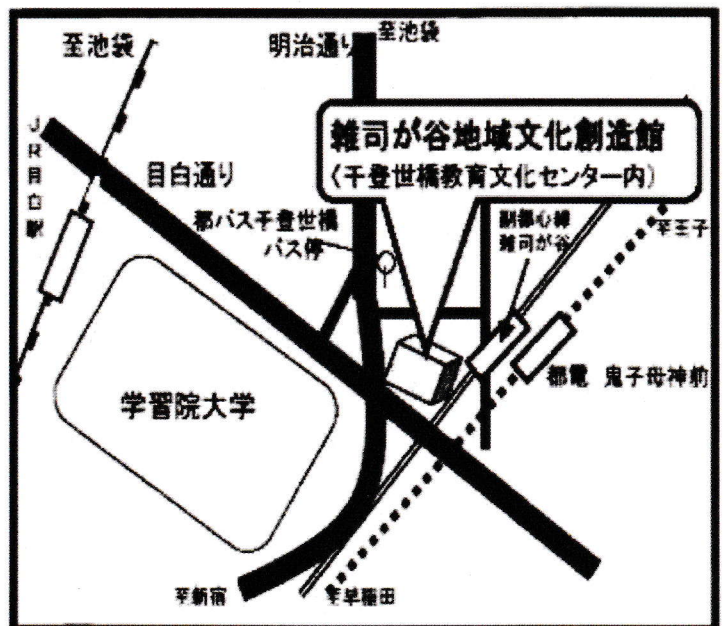 至池袋
明治通り
至池袋
JR目白駅
目白通り
雑司が谷地域文化創造館
(千登世橋教育文化センター内)
都バス千登世橋
バス停
副都心線
雑司が谷
至王子
学習院大学
都電 鬼子母神前
至新宿
至早稲田